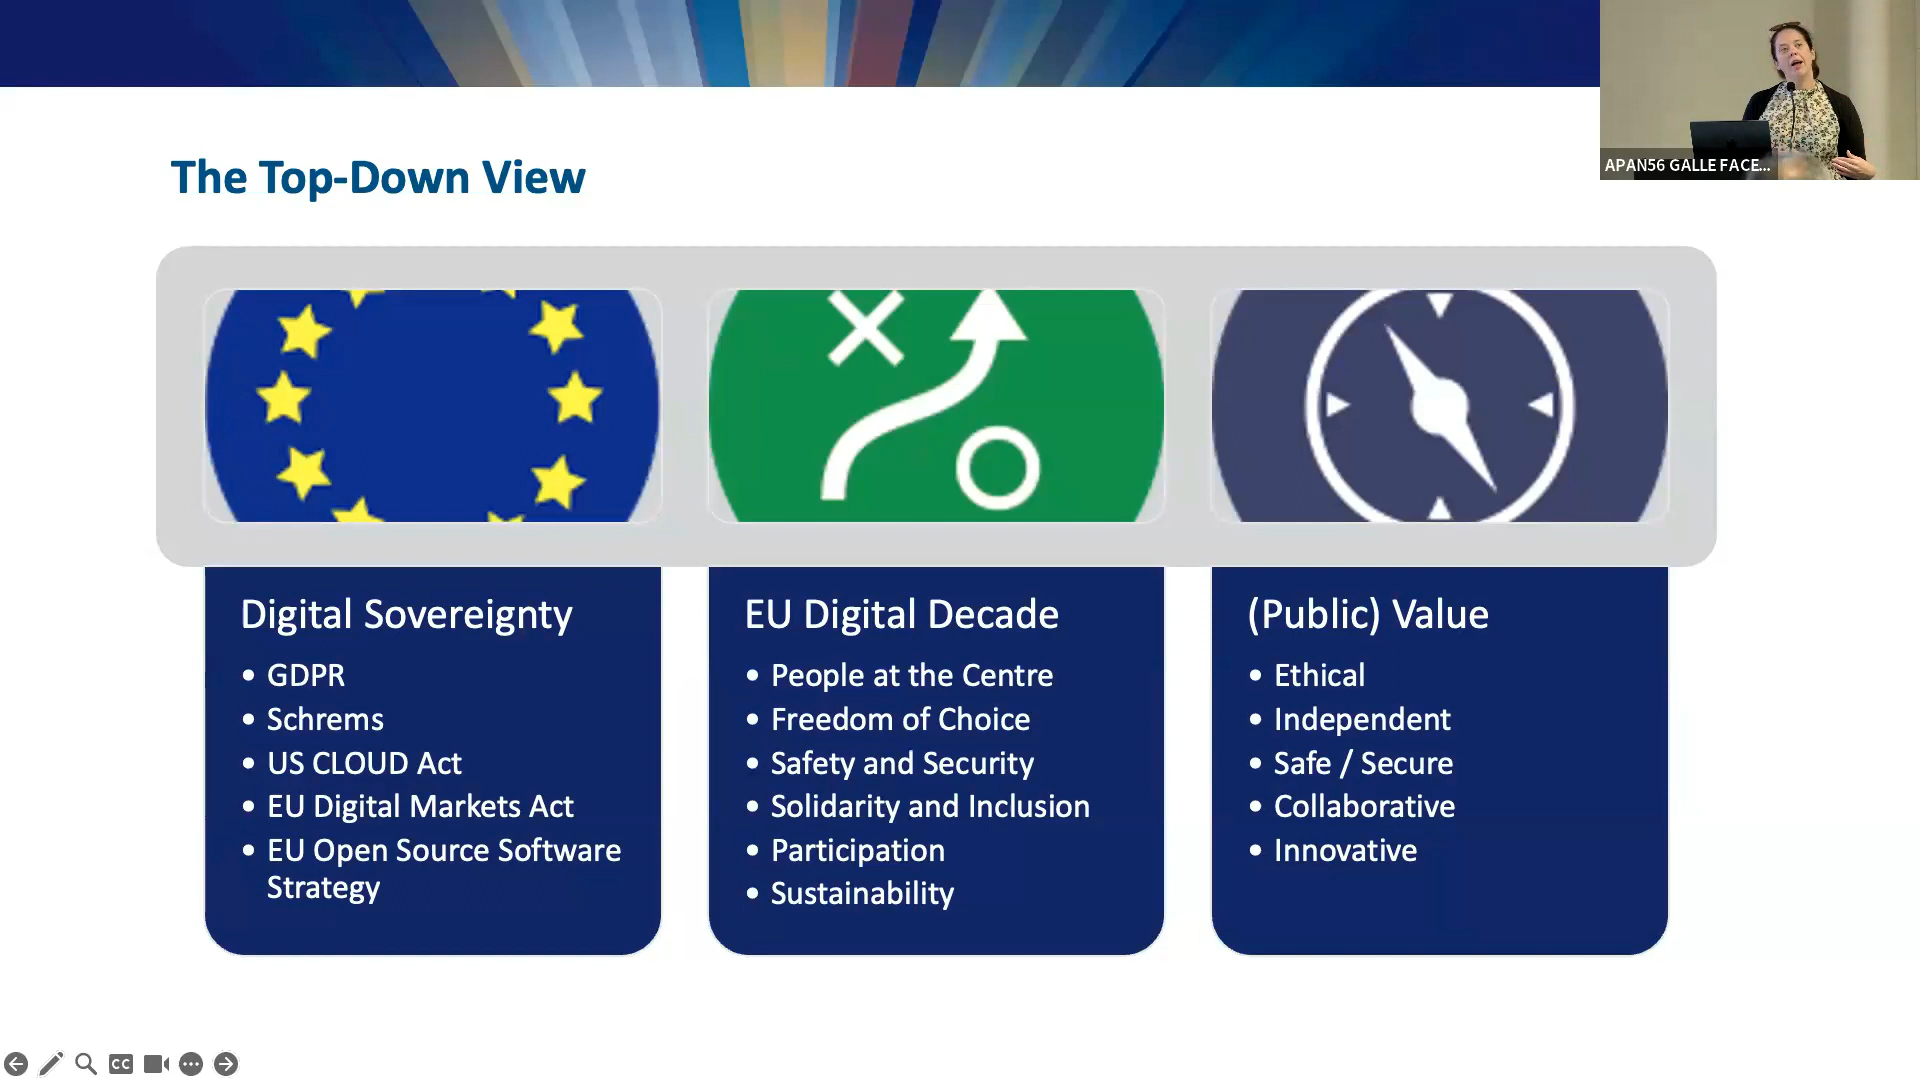 APAN56 GALLE FACE...
The Top-Down View
Digital Sovereignty
• GDPR
• Schrems
• US CLOUD Act
• EU Digital Markets Act
• EU Open Source Software
Strategy
EU Digital Decade
• People at the Centre
• Freedom of Choice
• Safety and Security
• Solidarity and Inclusion
• Participation
• Sustainability
(Public) Value
• Ethical
• Independent
• Safe / Secure
• Collaborative
• Innovative
CC